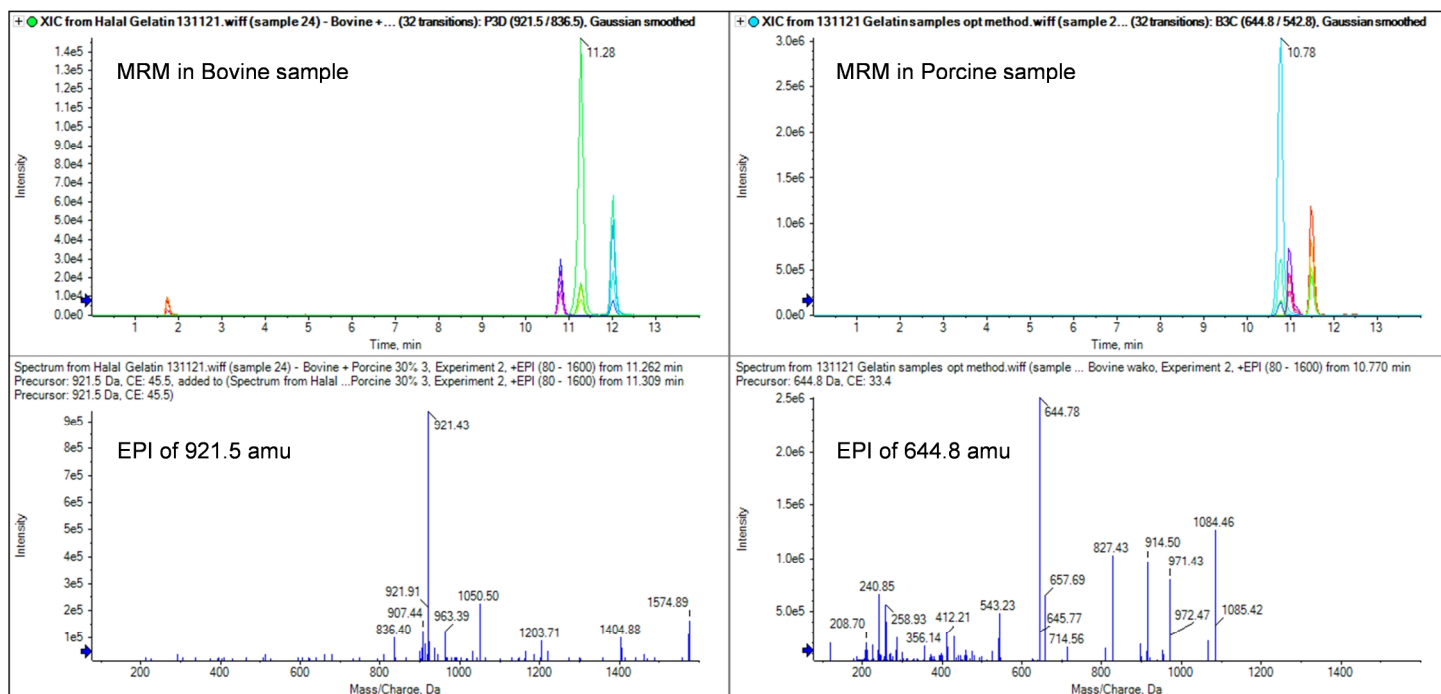 XIC from Halal Gelatin 131121.wiff (sample 24) - Bovine +... (32 transitions): P3D (921.5 / 836.5), Gaussian smoothed
1.4e5
1.3e5
1.2e5
1.1e5
1.0e5
9.0e4
8.0e4
7.0e4
6.0e4
5.0e4
4.0e4
3.0e4
2.0e4
1.0e4
0.0e0
Intensity
MRM in Bovine sample
11.28
1 2 3 4 5 6 7 8 9 10 11 12 13
Time, min
XIC from 131121 Gelatin samples opt method.wiff (sample 2... (32 transitions): B3C (644.8 / 542.8), Gaussian smoothed
3.0e6
2.5e6
2.0e6
1.5e6
1.0e6
5.0e5
0.0e0
Intensity
MRM in Porcine sample
10.78
1 2 3 4 5 6 7 8 9 10 11 12 13
Time, min
Spectrum from Halal Gelatin 131121.wiff (sample 24) - Bovine + Porcine 30% 3, Experiment 2, +EPI (80 - 1600) from 11.262 min
Precursor: 921.5 Da, CE: 45.5, added to (Spectrum from Halal ...Porcine 30% 3, Experiment 2, +EPI (80 - 1600) from 11.309 min
Precursor: 921.5 Da, CE: 45.5)
9e5
8e5
7e5
6e5
5e5
4e5
3e5
2e5
1e5
Intensity
EPI of 921.5 amu
921.43
921.91
907.44
836.40
963.39
1050.50
1203.71
1404.88
1574.89
200 400 600 800 1000 1200 1400
Mass/Charge, Da
Spectrum from 131121 Gelatin samples opt method.wiff (sample ... Bovine wako, Experiment 2, +EPI (80 - 1600) from 10.770 min
Precursor: 644.8 Da, CE: 33.4
2.5e6
2.0e6
1.5e6
1.0e6
5.0e5
Intensity
EPI of 644.8 amu
644.78
1084.46
827.43
914.50
971.43
240.85
657.69
258.93
543.23
412.21
645.77
972.47
1085.42
208.70
356.14
714.56
200 400 600 800 1000 1200 1400
Mass/Charge, Da